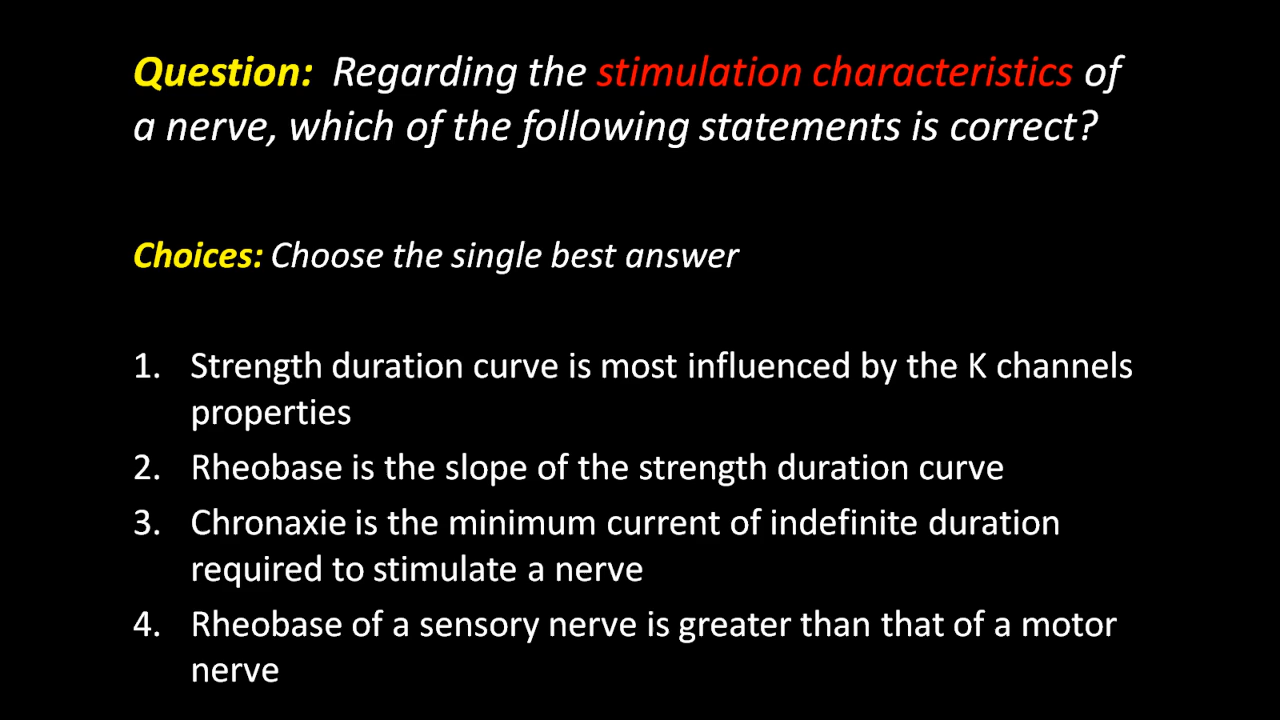 Question: Regarding the stimulation characteristics of
a nerve, which of the following statements is correct?
Choices: Choose the single best answer
1. Strength duration curve is most influenced by the K channels
properties
2. Rheobase is the slope of the strength duration curve
3. Chronaxie is the minimum current of indefinite duration
required to stimulate a nerve
4. Rheobase of a sensory nerve is greater than that of a motor
nerve